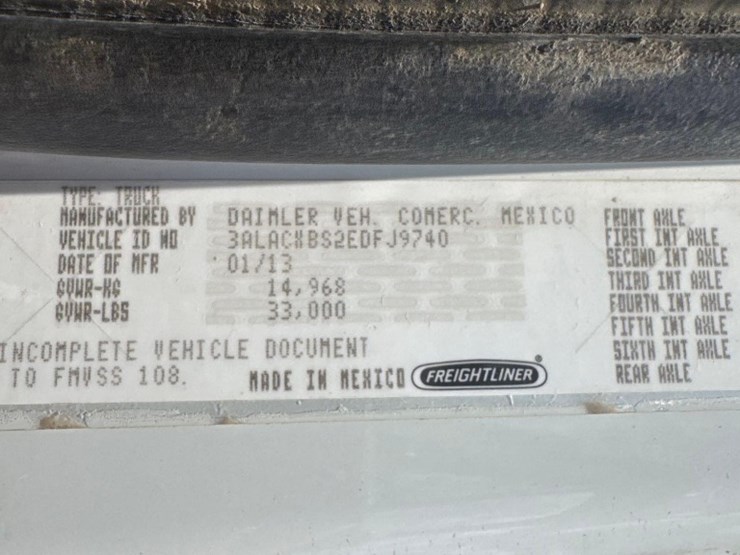 TYPE: TRUCK
MANUFACTURED BY DAIMLER VEH. COMERC. MEXICO
VEHICLE ID NO 3ALACXBS2EDFJ9740
DATE OF MFR 01/13
GVWR-KG 14,968
GVWR-LBS 33,000
INCOMPLETE VEHICLE DOCUMENT
TO FMVSS 108. MADE IN MEXICO FREIGHTLINER
FRONT AXLE
FIRST INT AXLE
SECOND INT AXLE
THIRD INT AXLE
FOURTH INT AXLE
FIFTH INT AXLE
SIXTH INT AXLE
REAR AXLE